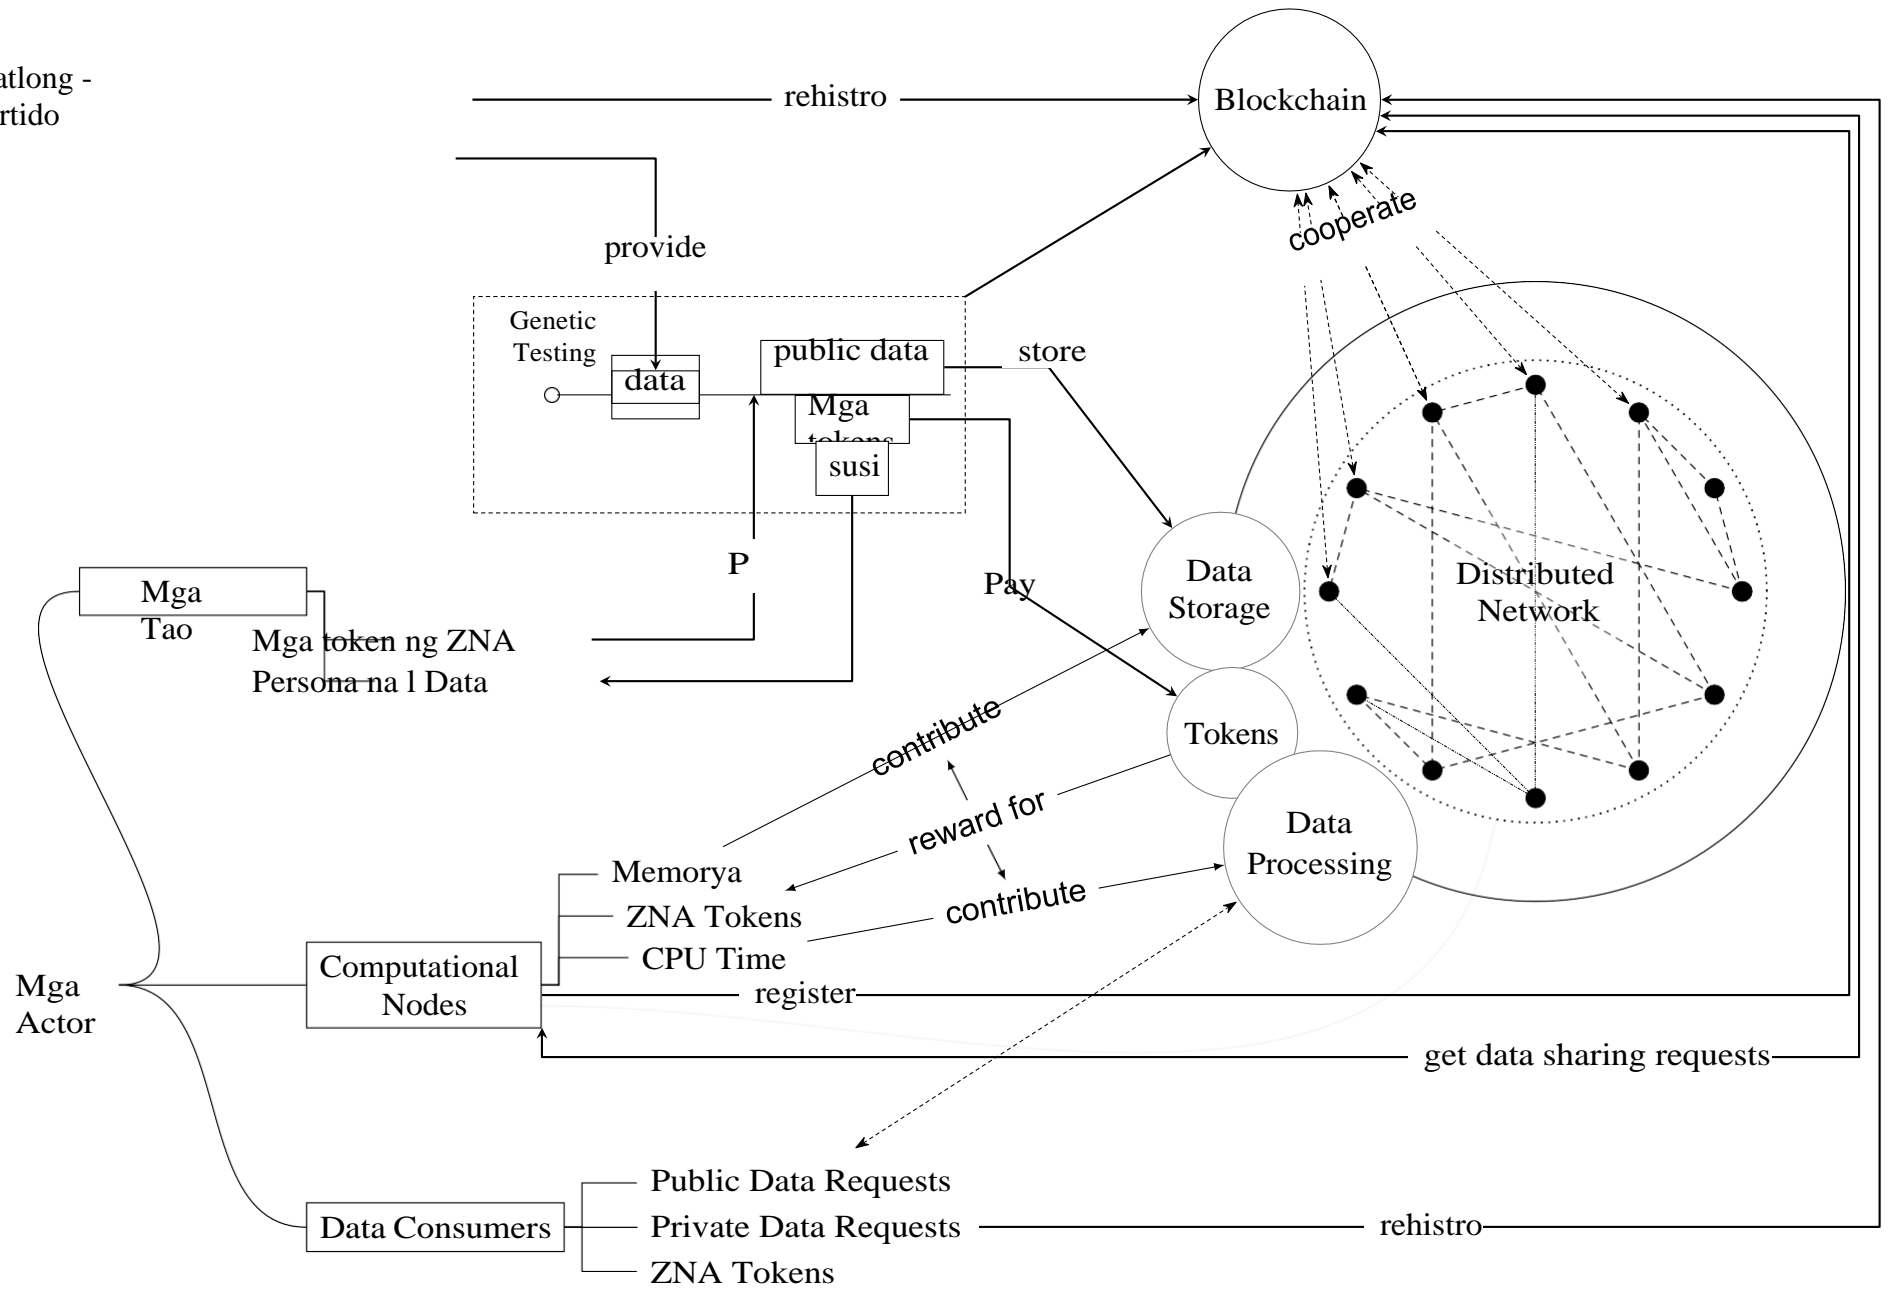 atlong -
rtido
rehistro
Blockchain
cooperate
provide
Genetic
Testing
data
public data
store
Mga
tokens
susi
P
Pay
Data
Storage
Distributed
Network
Mga
Tao
Mga token ng ZNA
Persona na l Data
contribute
Tokens
reward for
Data
Processing
Memorya
ZNA Tokens
contribute
CPU Time
Computational
Nodes
register
Mga
Actor
get data sharing requests
Public Data Requests
Private Data Requests
rehistro
Data Consumers
ZNA Tokens